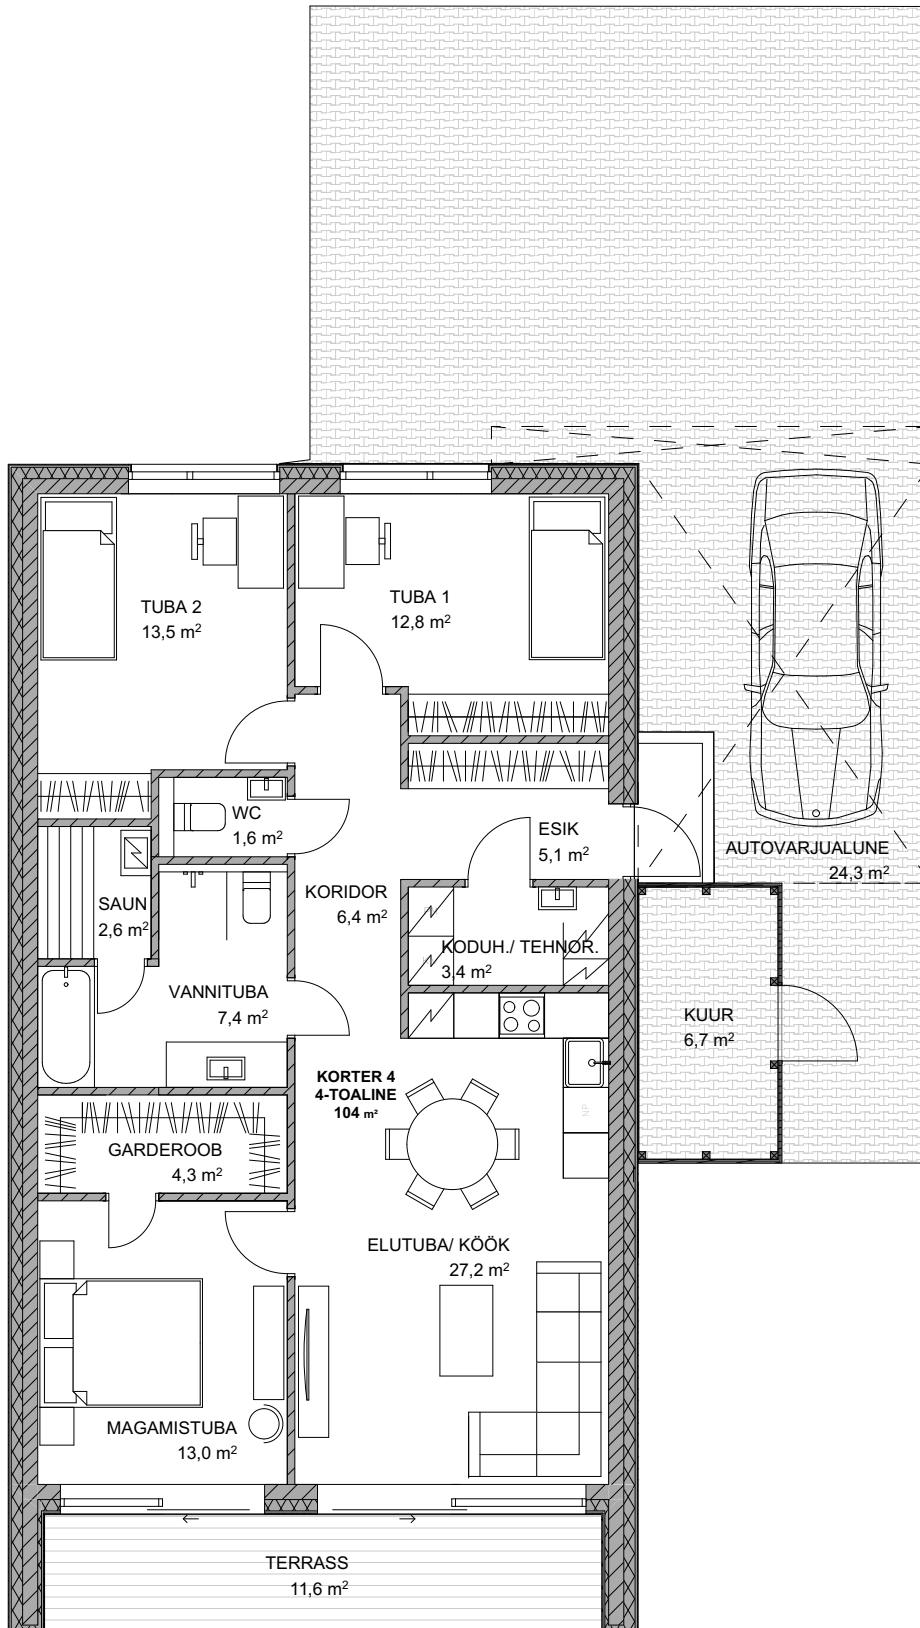 TUBA 2
13,5 m²
TUBA 1
12,8 m²
WC
1,6 m²
ESIK
5,1 m²
AUTOVARJUALUNE
24,3 m²
SAUN
2,6 m²
KORIDOR
6,4 m²
KODUH./ TEHNOR.
3,4 m²
VANNITUBA
7,4 m²
KUUR
6,7 m²
KORTER 4
4-TOALINE
104 m²
NP
GARDEROOB
4,3 m²
ELUTUBA/ KÖÖK
27,2 m²
MAGAMISTUBA
13,0 m²
TERRASS
11,6 m²